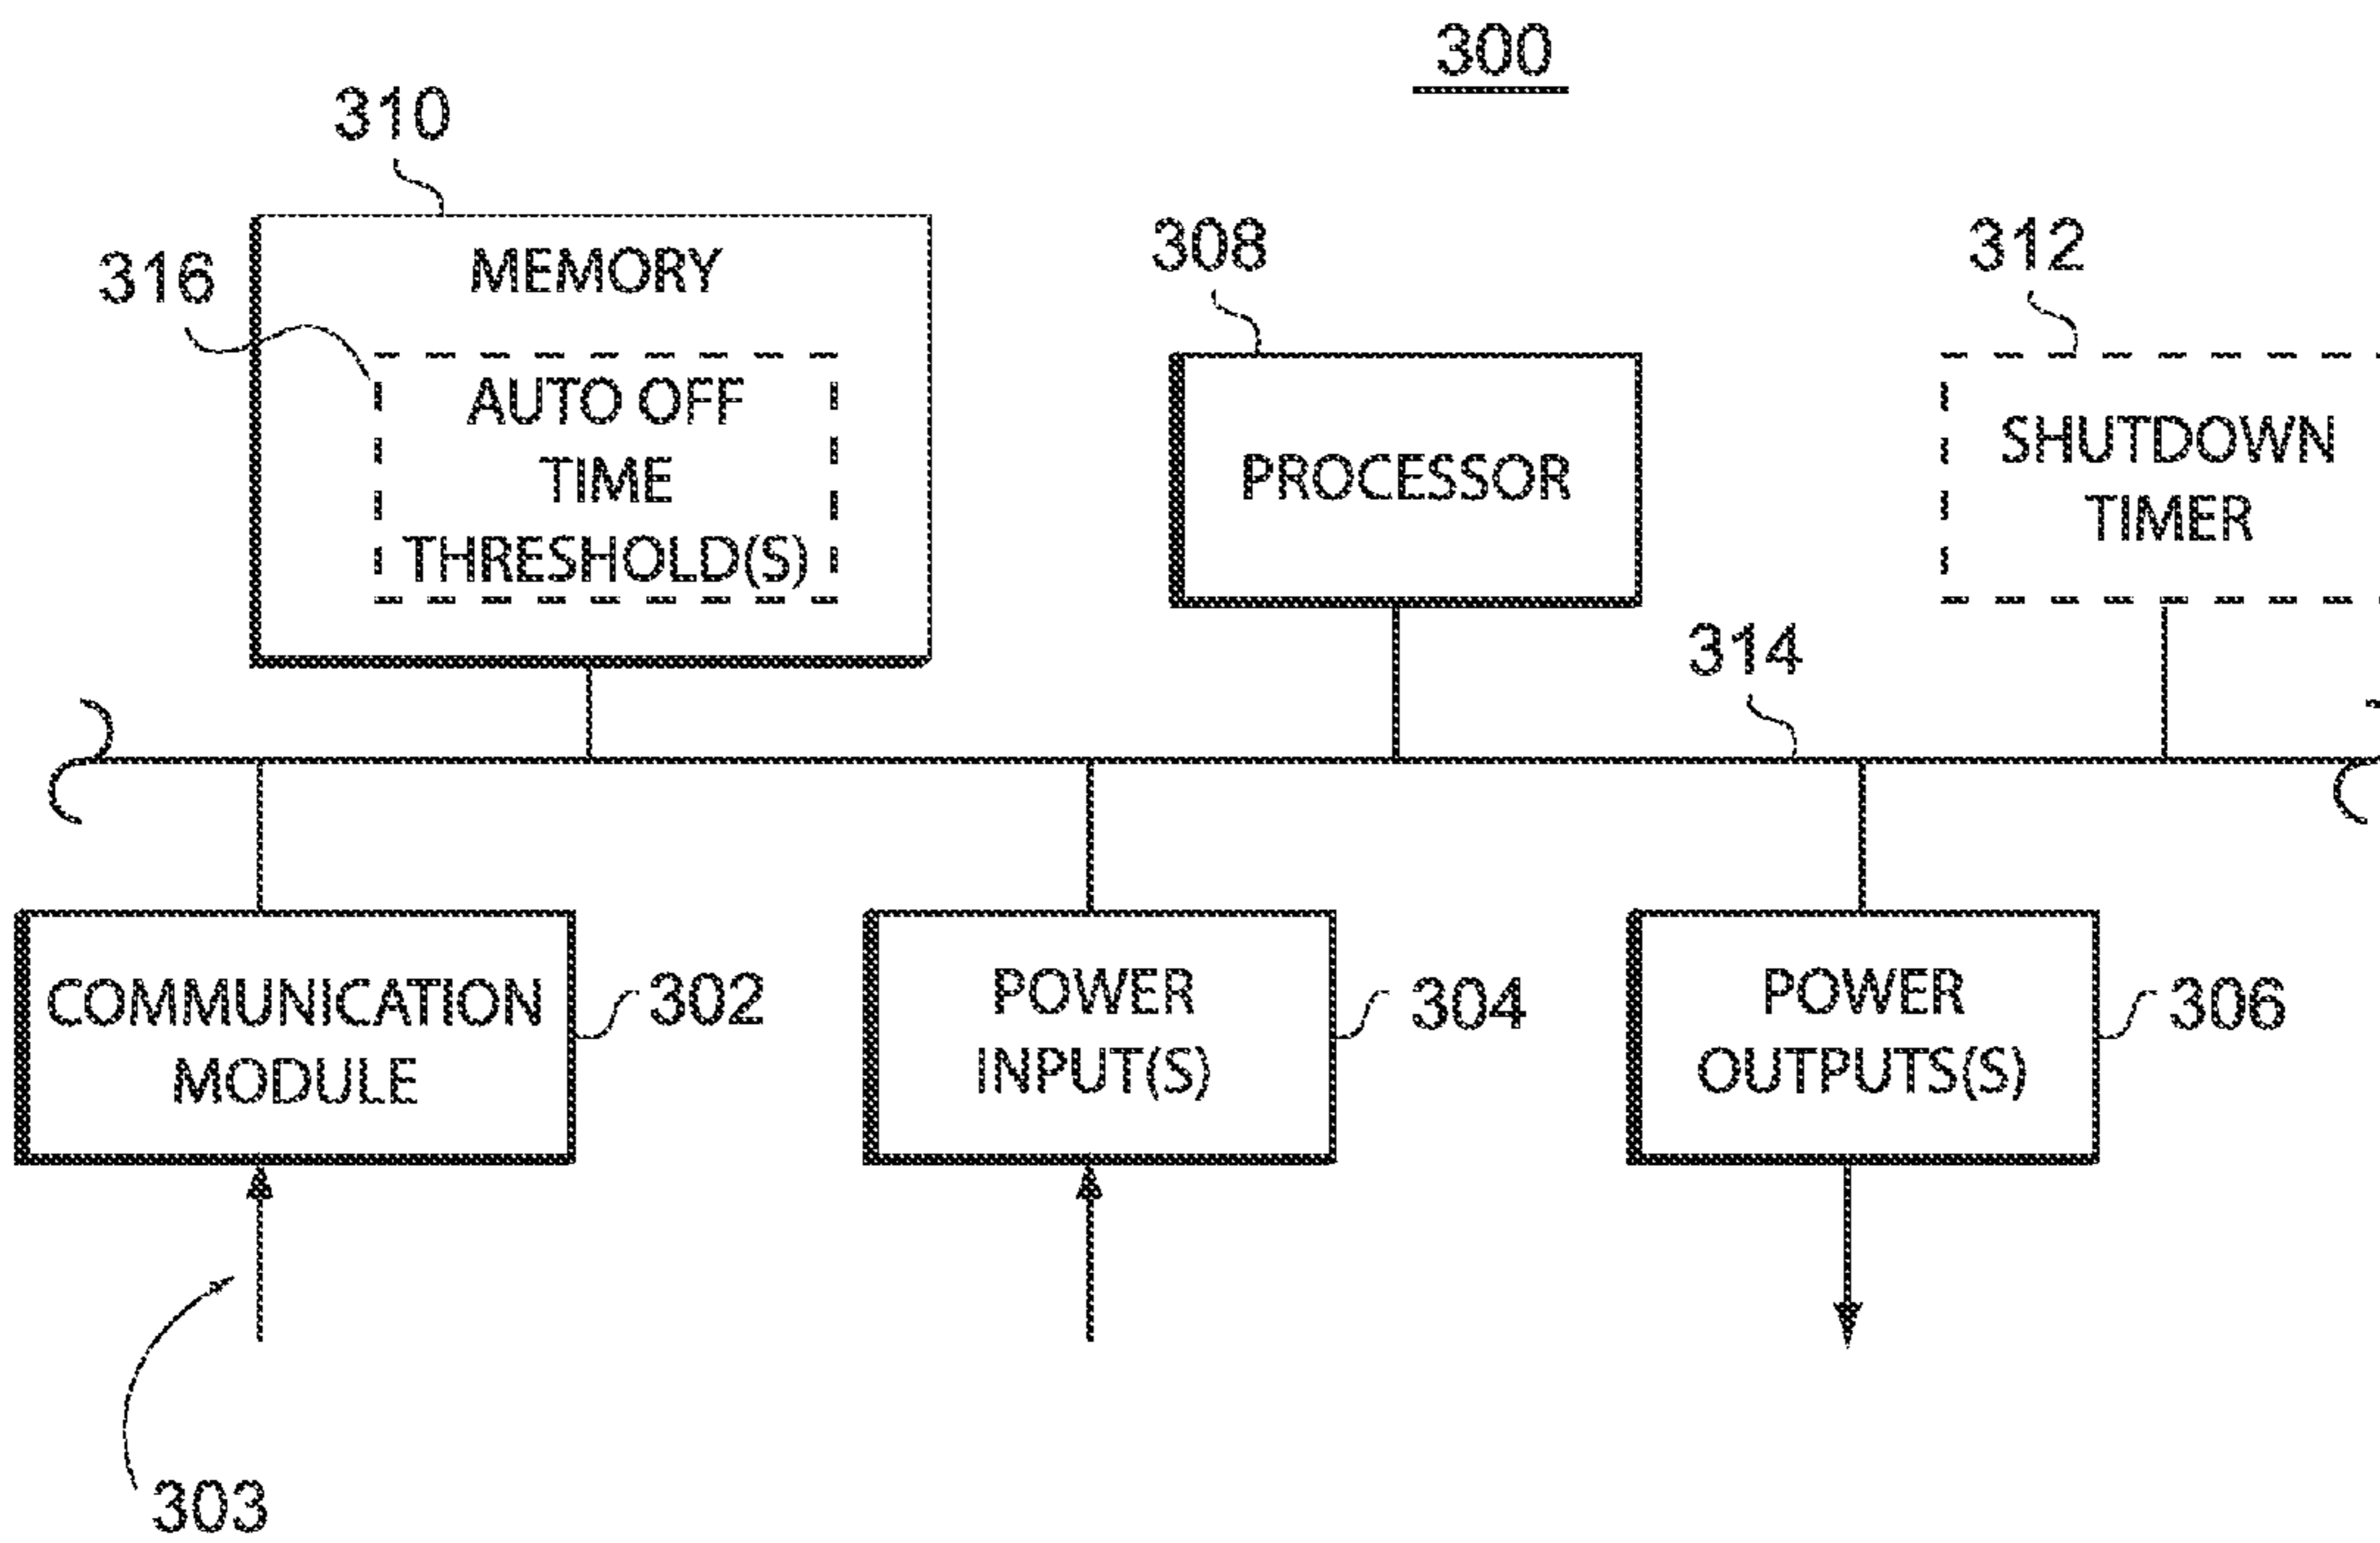 300
310
316
MEMORY
AUTO OFF
TIME
THRESHOLD(S)
308
PROCESSOR
312
SHUTDOWN
TIMER
314
COMMUNICATION
MODULE
302
POWER
INPUT(S)
304
POWER
OUTPUTS(S)
306
303